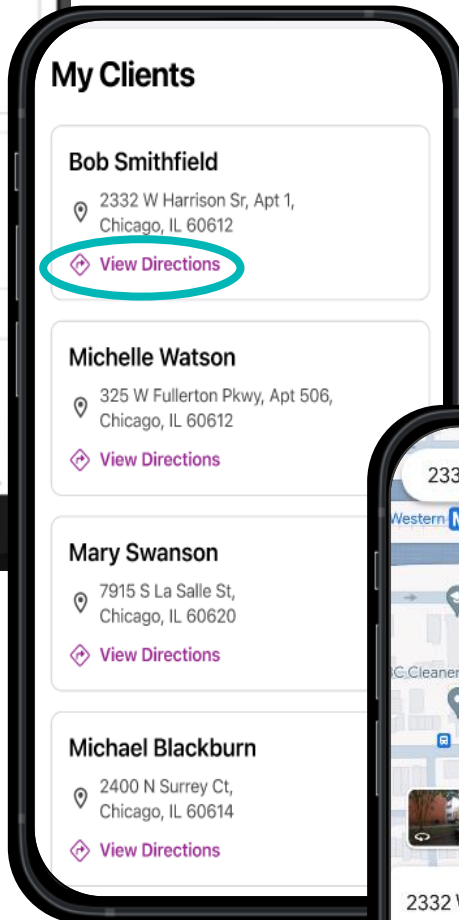 My Clients
Bob Smithfield
2332 W Harrison Sr, Apt 1,
Chicago, IL 60612
View Directions
Michelle Watson
325 W Fullerton Pkwy, Apt 506,
Chicago, IL 60612
View Directions
Mary Swanson
7915 S La Salle St,
Chicago, IL 60620
View Directions
Michael Blackburn
2400 N Surrey Ct,
Chicago, IL 60614
View Directions
233
Western
C Cleaner
2332